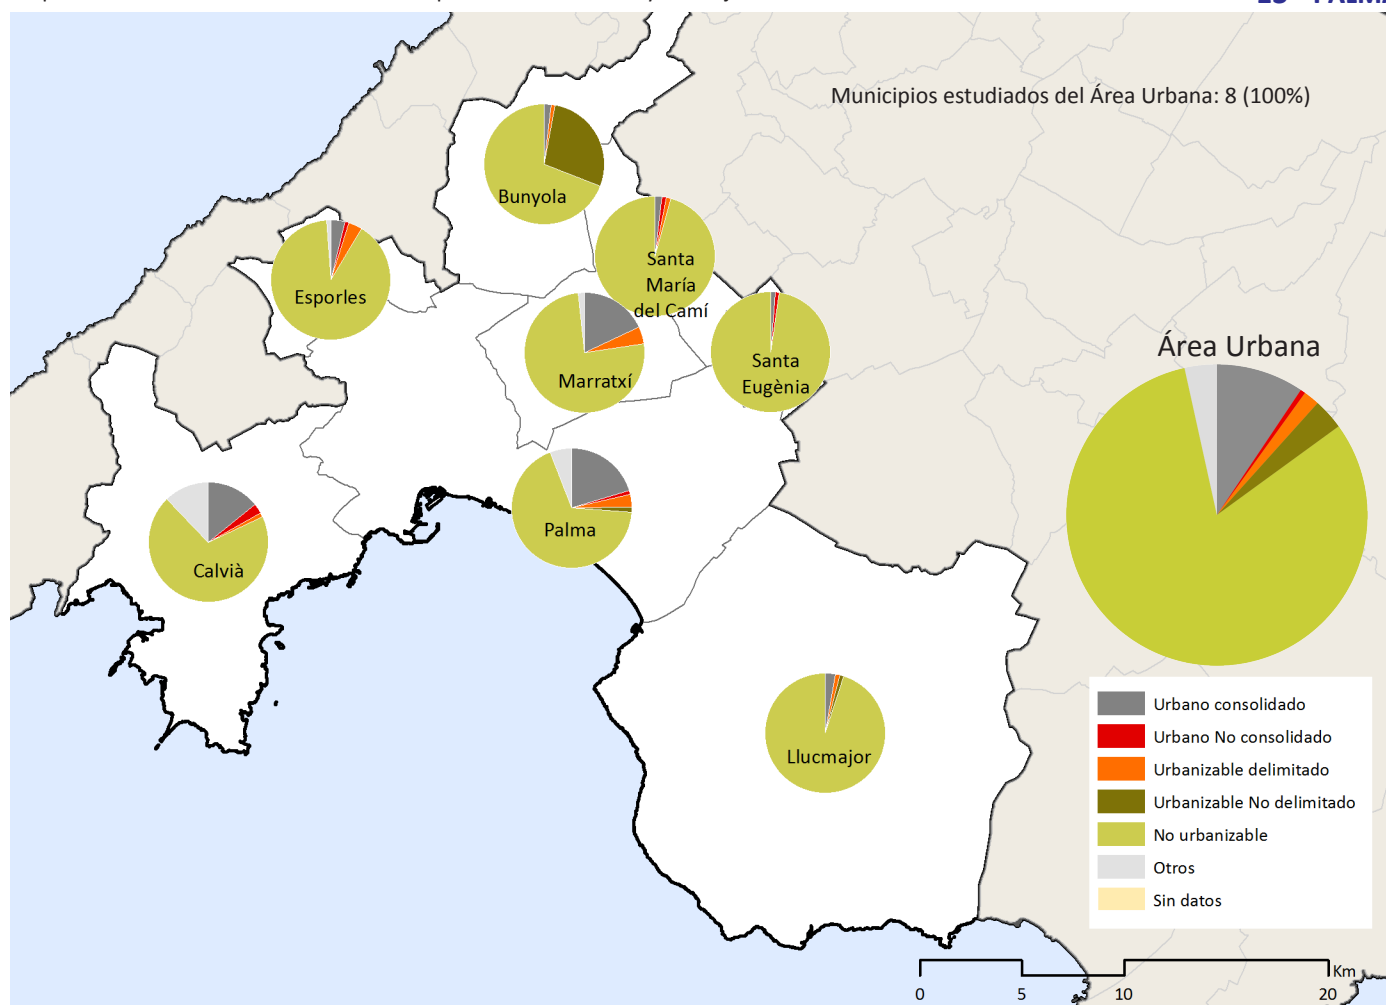 Municipios estudiados del Área Urbana: 8 (100%)
Bunyola
Santa
María
del Camí
Esporles
Marratxí
Santa
Eugènia
Área Urbana
Palma
Calvià
Llucmajor
Urbano consolidado
Urbano No consolidado
Urbanizable delimitado
Urbanizable No delimitado
No urbanizable
Otros
Sin datos
Km
0 5 10 20